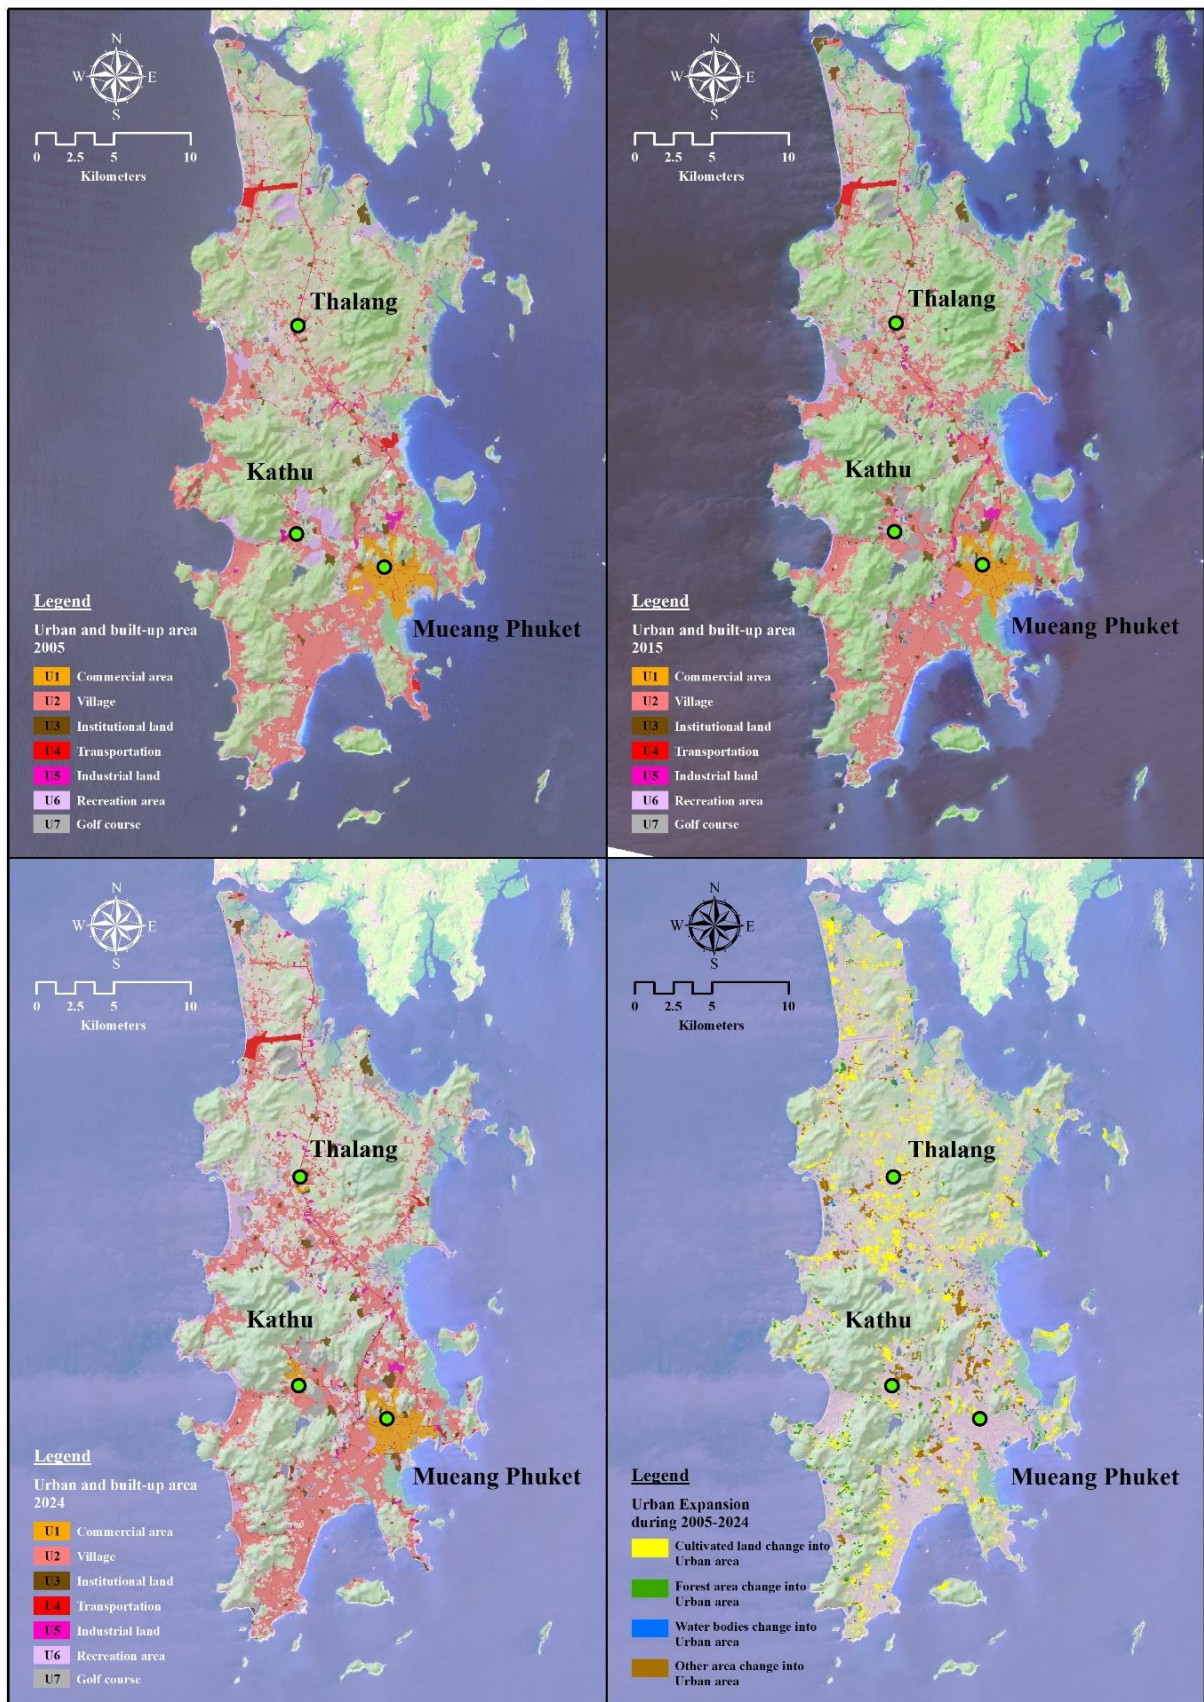 N
W E
S
0 2.5 5 10
Kilometers
Thalang
Kathu
Mueang Phuket
Legend
Urban and built-up area
2005
U1 Commercial area
U2 Village
U3 Institutional land
U4 Transportation
U5 Industrial land
U6 Recreation area
U7 Golf course
N
W E
S
0 2.5 5 10
Kilometers
Thalang
Kathu
Mueang Phuket
Legend
Urban and built-up area
2015
U1 Commercial area
U2 Village
U3 Institutional land
U4 Transportation
U5 Industrial land
U6 Recreation area
U7 Golf course
N
W E
S
0 2.5 5 10
Kilometers
Thalang
Kathu
Mueang Phuket
Legend
Urban and built-up area
2024
U1 Commercial area
U2 Village
U3 Institutional land
U4 Transportation
U5 Industrial land
U6 Recreation area
U7 Golf course
N
W E
S
0 2.5 5 10
Kilometers
Thalang
Kathu
Mueang Phuket
Legend
Urban Expansion
during 2005-2024
Cultivated land change into
Urban area
Forest area change into
Urban area
Water bodies change into
Urban area
Other area change into
Urban area